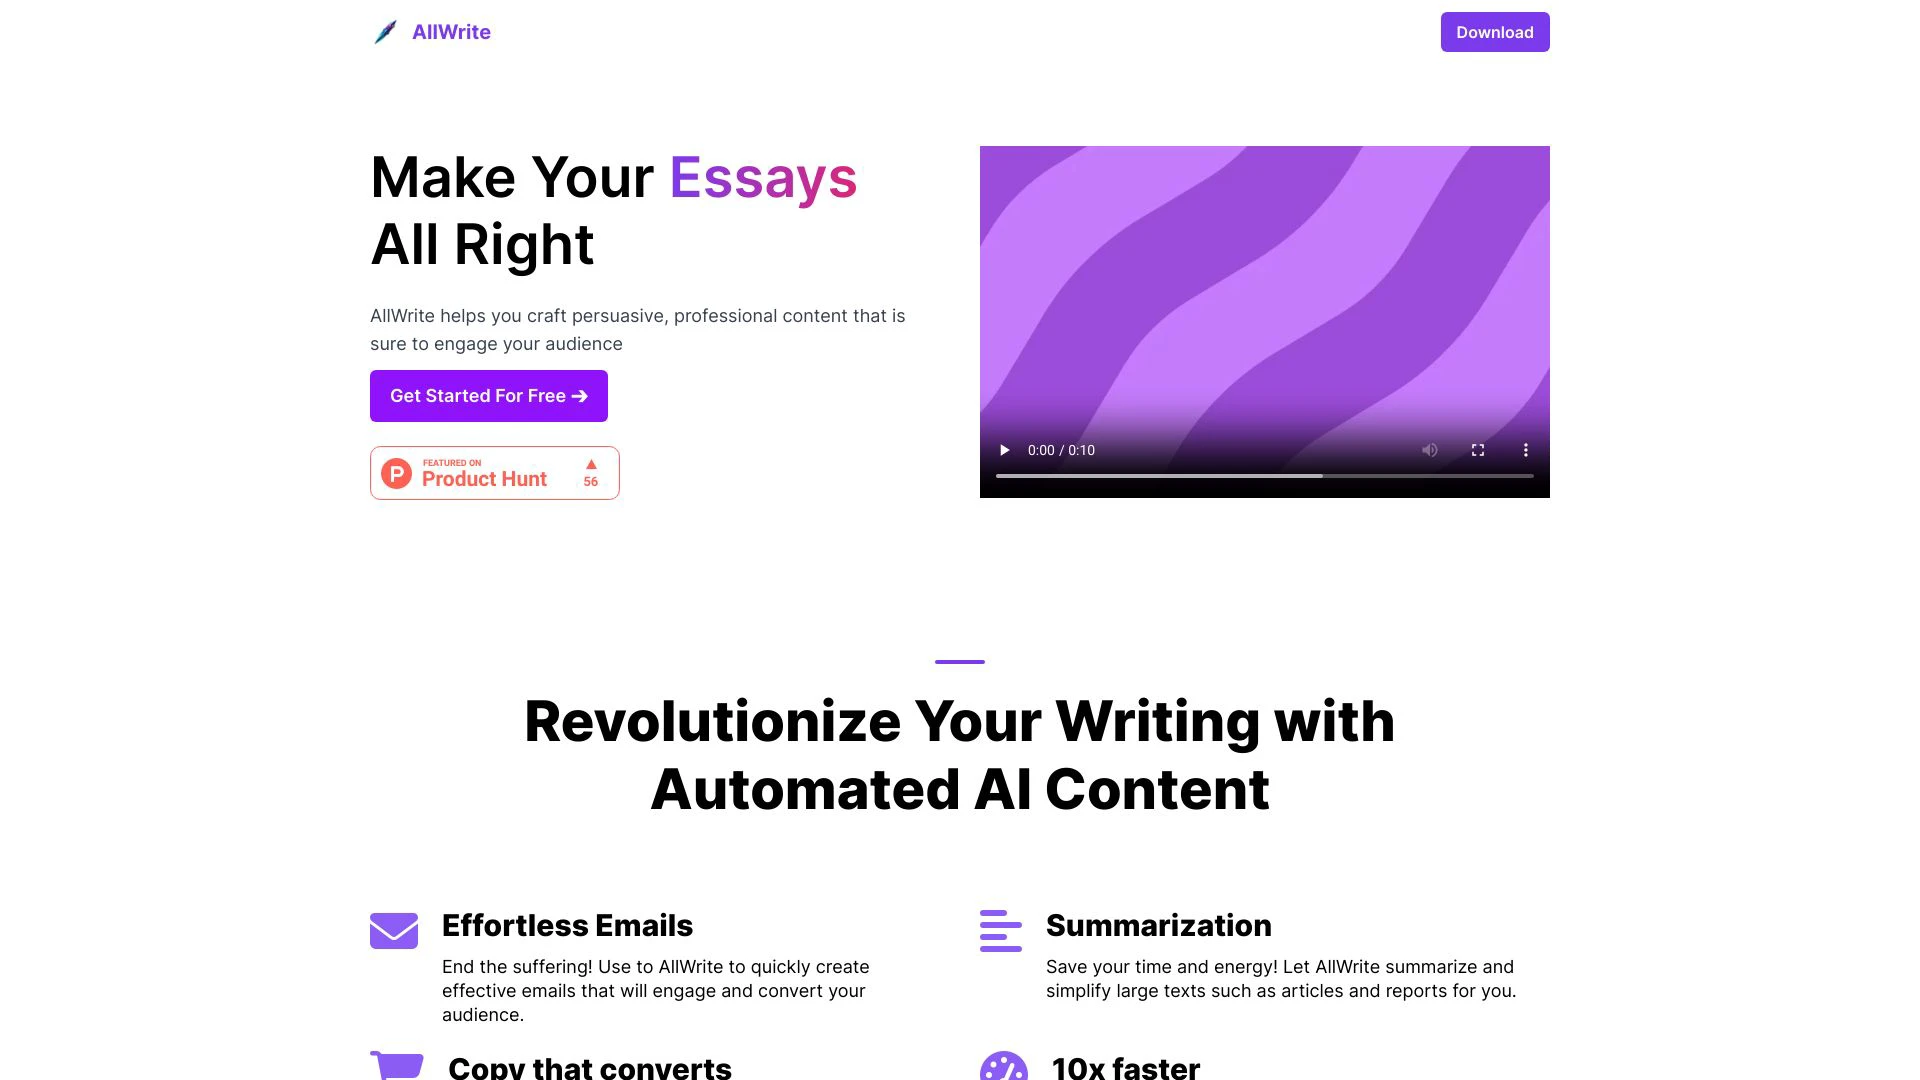 AllWrite
Download
Make Your Essays
All Right
AllWrite helps you craft persuasive, professional content that is
sure to engage your audience
Get Started For Free ➔
FEATURED ON
Product Hunt
▲
56
0:00 / 0:10
Revolutionize Your Writing with
Automated AI Content
Effortless Emails
End the suffering! Use to AllWrite to quickly create
effective emails that will engage and convert your
audience.
Summarization
Save your time and energy! Let AllWrite summarize and
simplify large texts such as articles and reports for you.
Copy that converts
10x faster